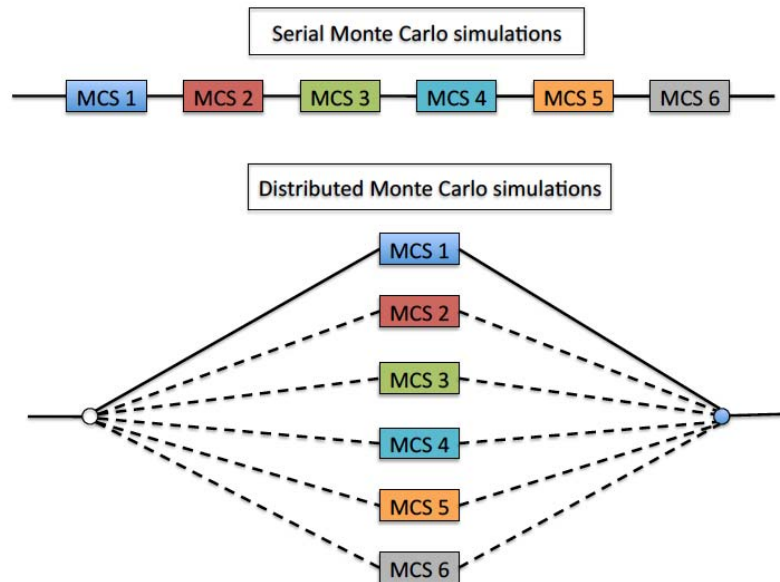 Serial Monte Carlo simulations
MCS 1 MCS 2 MCS 3 MCS 4 MCS 5 MCS 6
Distributed Monte Carlo simulations
MCS 1
MCS 2
MCS 3
MCS 4
MCS 5
MCS 6